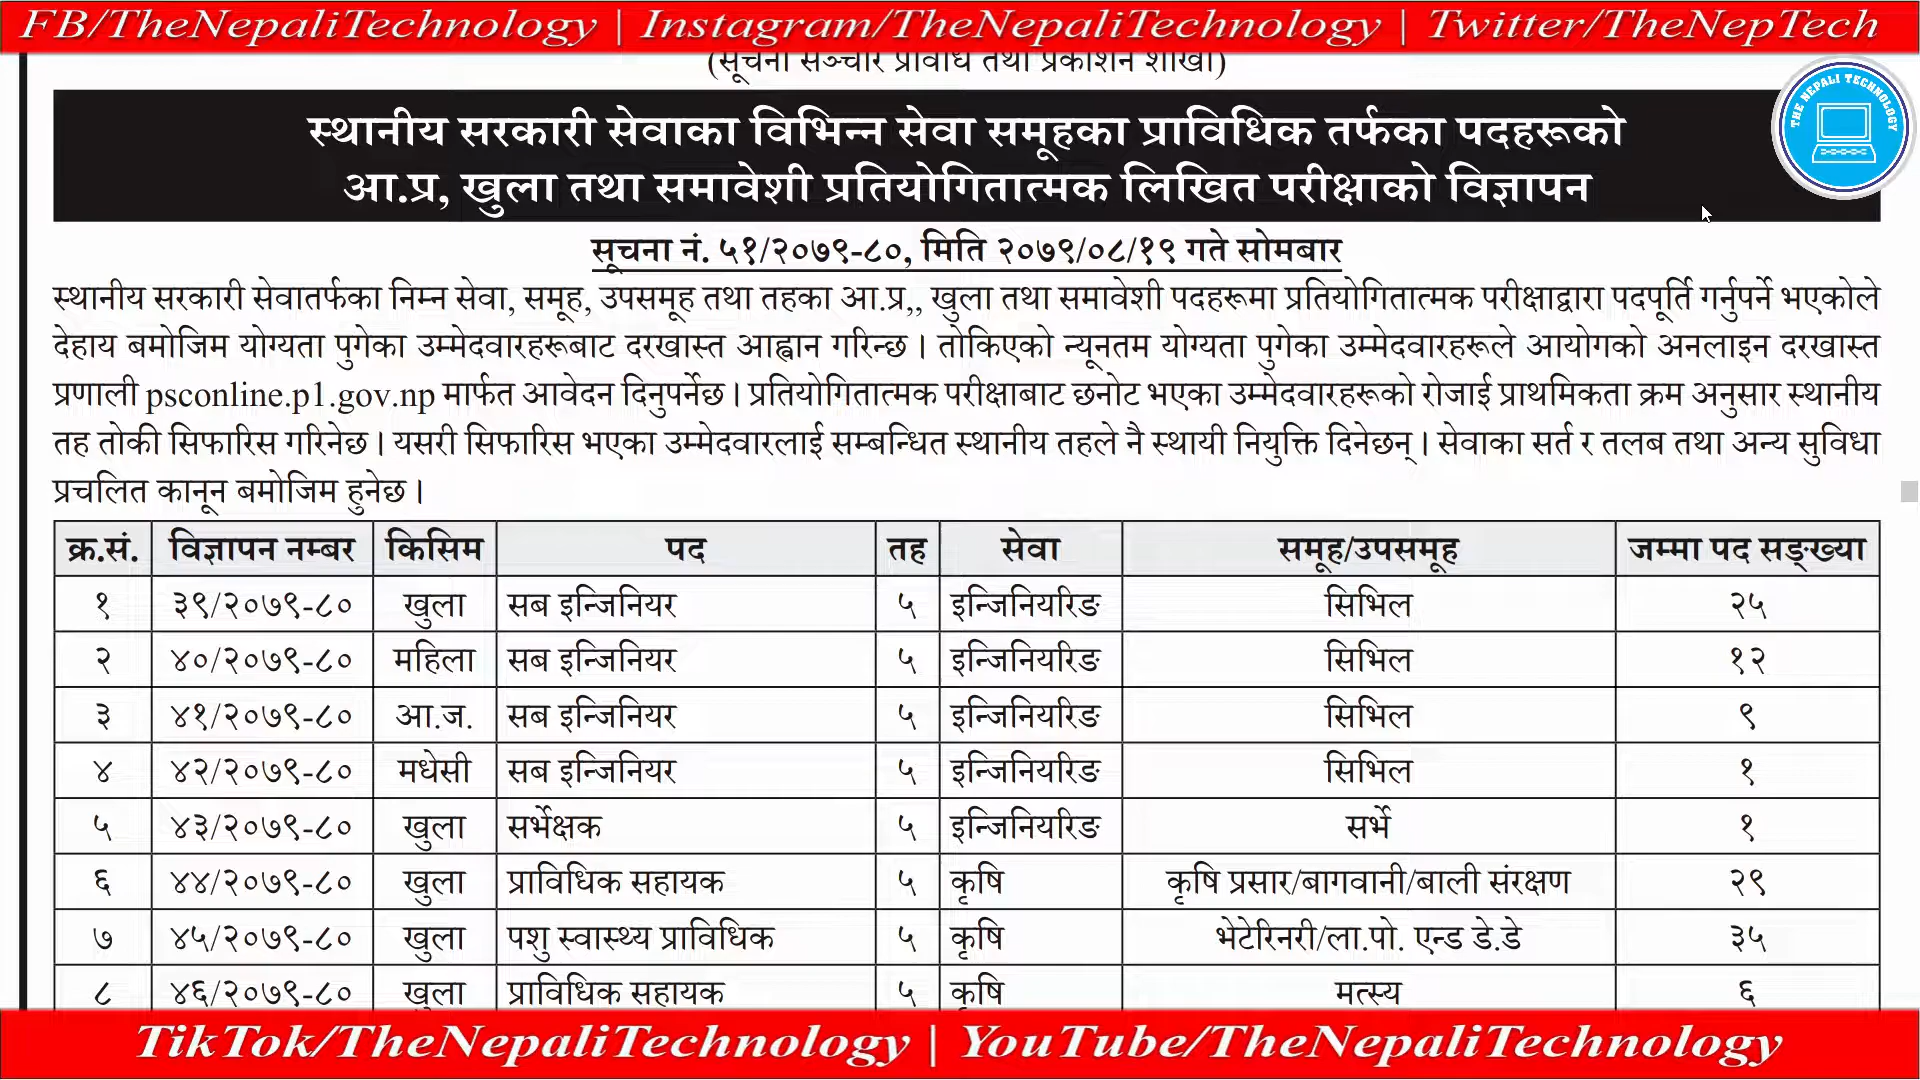 FB/TheNepaliTechnology | Instagram/TheNepaliTechnology | Twitter/TheNepTech
(सूचना सञ्चार प्रविधि तथा प्रकाशन शाखा)
THE NEPALI TECHNOLOGY
स्थानीय सरकारी सेवाका विभिन्न सेवा समूहका प्राविधिक तर्फका पदहरूको
आ.प्र, खुला तथा समावेशी प्रतियोगितात्मक लिखित परीक्षाको विज्ञापन
सूचना नं. ५१/२०७९-८०, मिति २०७९/०८/१९ गते सोमबार
स्थानीय सरकारी सेवातर्फका निम्न सेवा, समूह, उपसमूह तथा तहका आ.प्र,, खुला तथा समावेशी पदहरूमा प्रतियोगितात्मक परीक्षाद्वारा पदपूर्ति गर्नुपर्ने भएकोले
देहाय बमोजिम योग्यता पुगेका उम्मेदवारहरूबाट दरखास्त आह्वान गरिन्छ । तोकिएको न्यूनतम योग्यता पुगेका उम्मेदवारहरूले आयोगको अनलाइन दरखास्त
प्रणाली psconline.p1.gov.np मार्फत आवेदन दिनुपर्नेछ । प्रतियोगितात्मक परीक्षाबाट छनोट भएका उम्मेदवारहरूको रोजाई प्राथमिकता क्रम अनुसार स्थानीय
तह तोकी सिफारिस गरिनेछ । यसरी सिफारिस भएका उम्मेदवारलाई सम्बन्धित स्थानीय तहले नै स्थायी नियुक्ति दिनेछन् । सेवाका सर्त र तलब तथा अन्य सुविधा
प्रचलित कानून बमोजिम हुनेछ ।
क्र.सं. विज्ञापन नम्बर किसिम पद तह सेवा समूह/उपसमूह जम्मा पद सङ्ख्या
१ ३९/२०७९-८० खुला सब इन्जिनियर ५ इन्जिनियरिङ सिभिल २५
२ ४०/२०७९-८० महिला सब इन्जिनियर ५ इन्जिनियरिङ सिभिल १२
३ ४१/२०७९-८० आ.ज. सब इन्जिनियर ५ इन्जिनियरिङ सिभिल ९
४ ४२/२०७९-८० मधेसी सब इन्जिनियर ५ इन्जिनियरिङ सिभिल १
५ ४३/२०७९-८० खुला सर्भेक्षक ५ इन्जिनियरिङ सर्भे १
६ ४४/२०७९-८० खुला प्राविधिक सहायक ५ कृषि कृषि प्रसार/बागवानी/बाली संरक्षण २९
७ ४५/२०७९-८० खुला पशु स्वास्थ्य प्राविधिक ५ कृषि भेटेरिनरी/ला.पो. एन्ड डे.डे ३५
८ ४६/२०७९-८० खुला प्राविधिक सहायक ५ कृषि मत्स्य ६
TikTok/TheNepaliTechnology | YouTube/TheNepaliTechnology